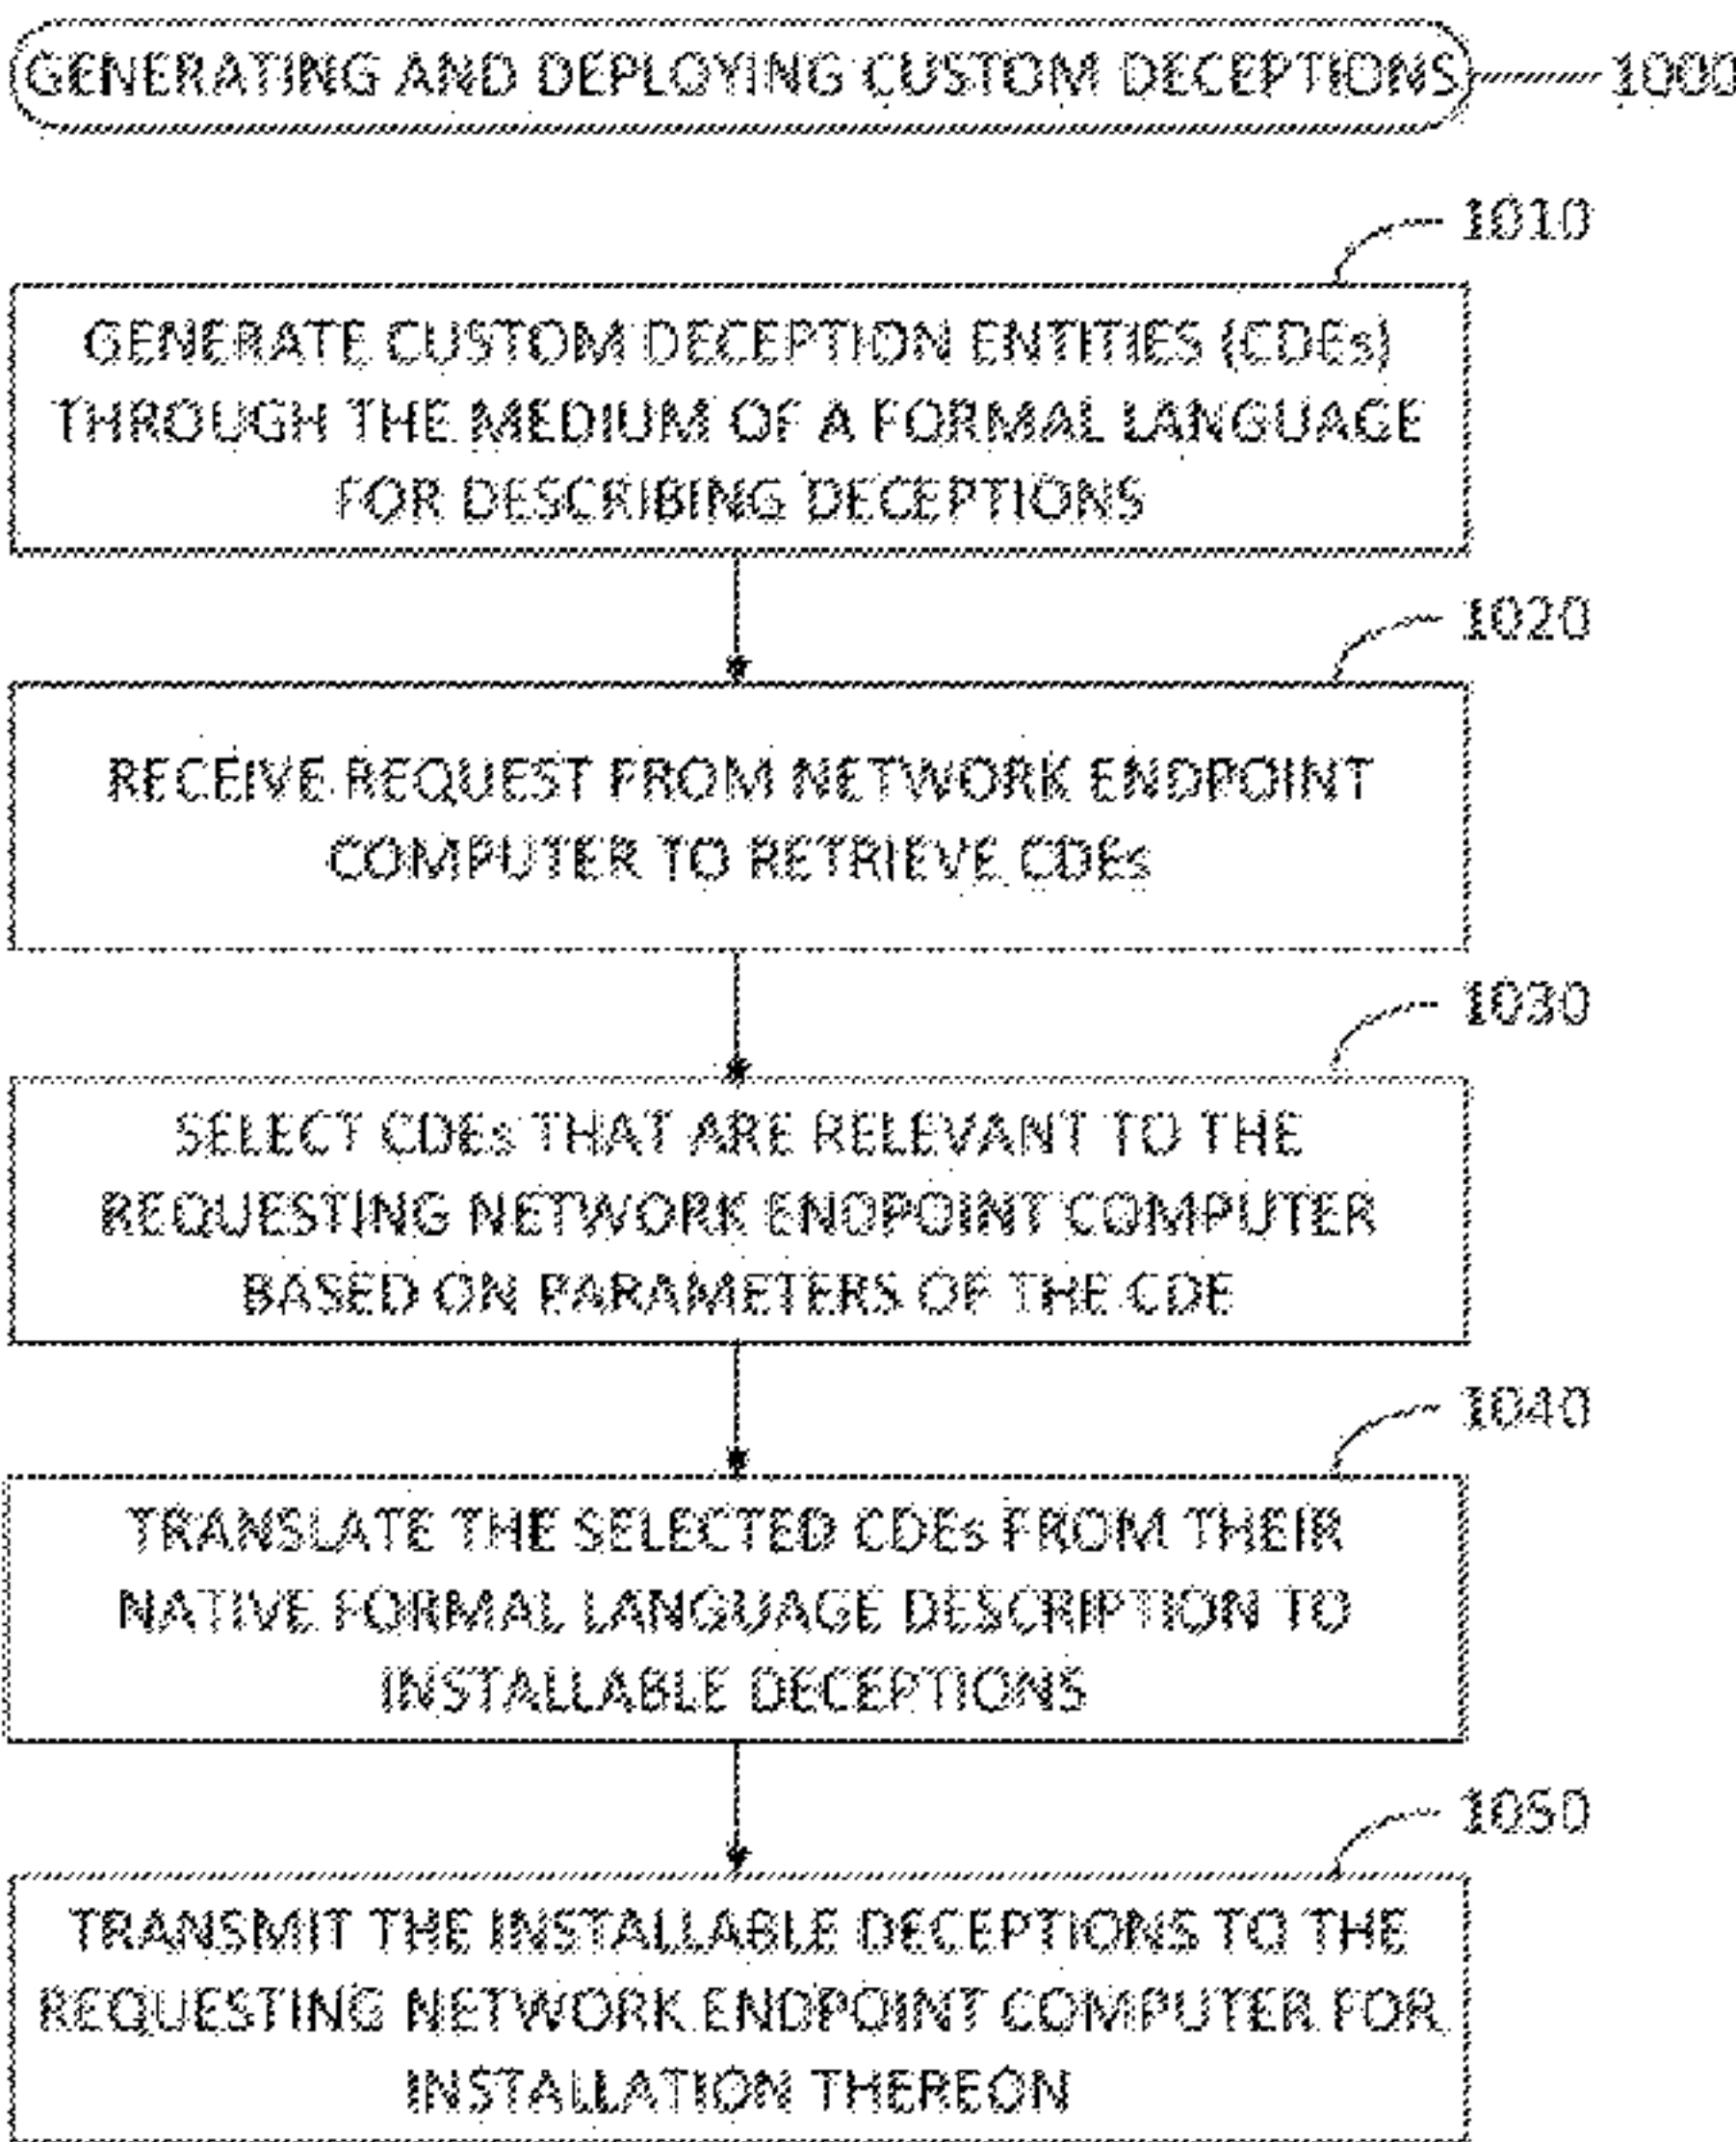 GENERATING AND DEPLOYING CUSTOM DECEPTIONS 1000
1010
GENERATE CUSTOM DECEPTION ENTITIES (CDEs)
THROUGH THE MEDIUM OF A FORMAL LANGUAGE
FOR DESCRIBING DECEPTIONS
1020
RECEIVE REQUEST FROM NETWORK ENDPOINT
COMPUTER TO RETRIEVE CDEs
1030
SELECT CDEs THAT ARE RELEVANT TO THE
REQUESTING NETWORK ENDPOINT COMPUTER
BASED ON PARAMETERS OF THE CDE
1040
TRANSLATE THE SELECTED CDEs FROM THEIR
NATIVE FORMAL LANGUAGE DESCRIPTION TO
INSTALLABLE DECEPTIONS
1050
TRANSMIT THE INSTALLABLE DECEPTIONS TO THE
REQUESTING NETWORK ENDPOINT COMPUTER FOR
INSTALLATION THEREON